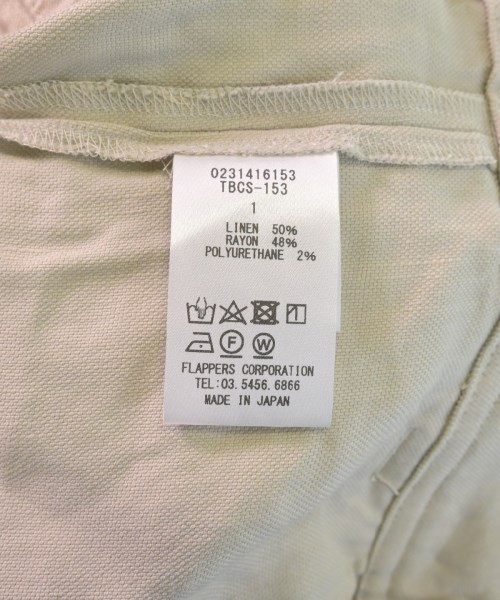 0231416153
TBCS-153
1
LINEN 50%
RAYON 48%
POLYURETHANE 2%
F W
FLAPPERS CORPORATION
TEL:03.5456.6866
MADE IN JAPAN